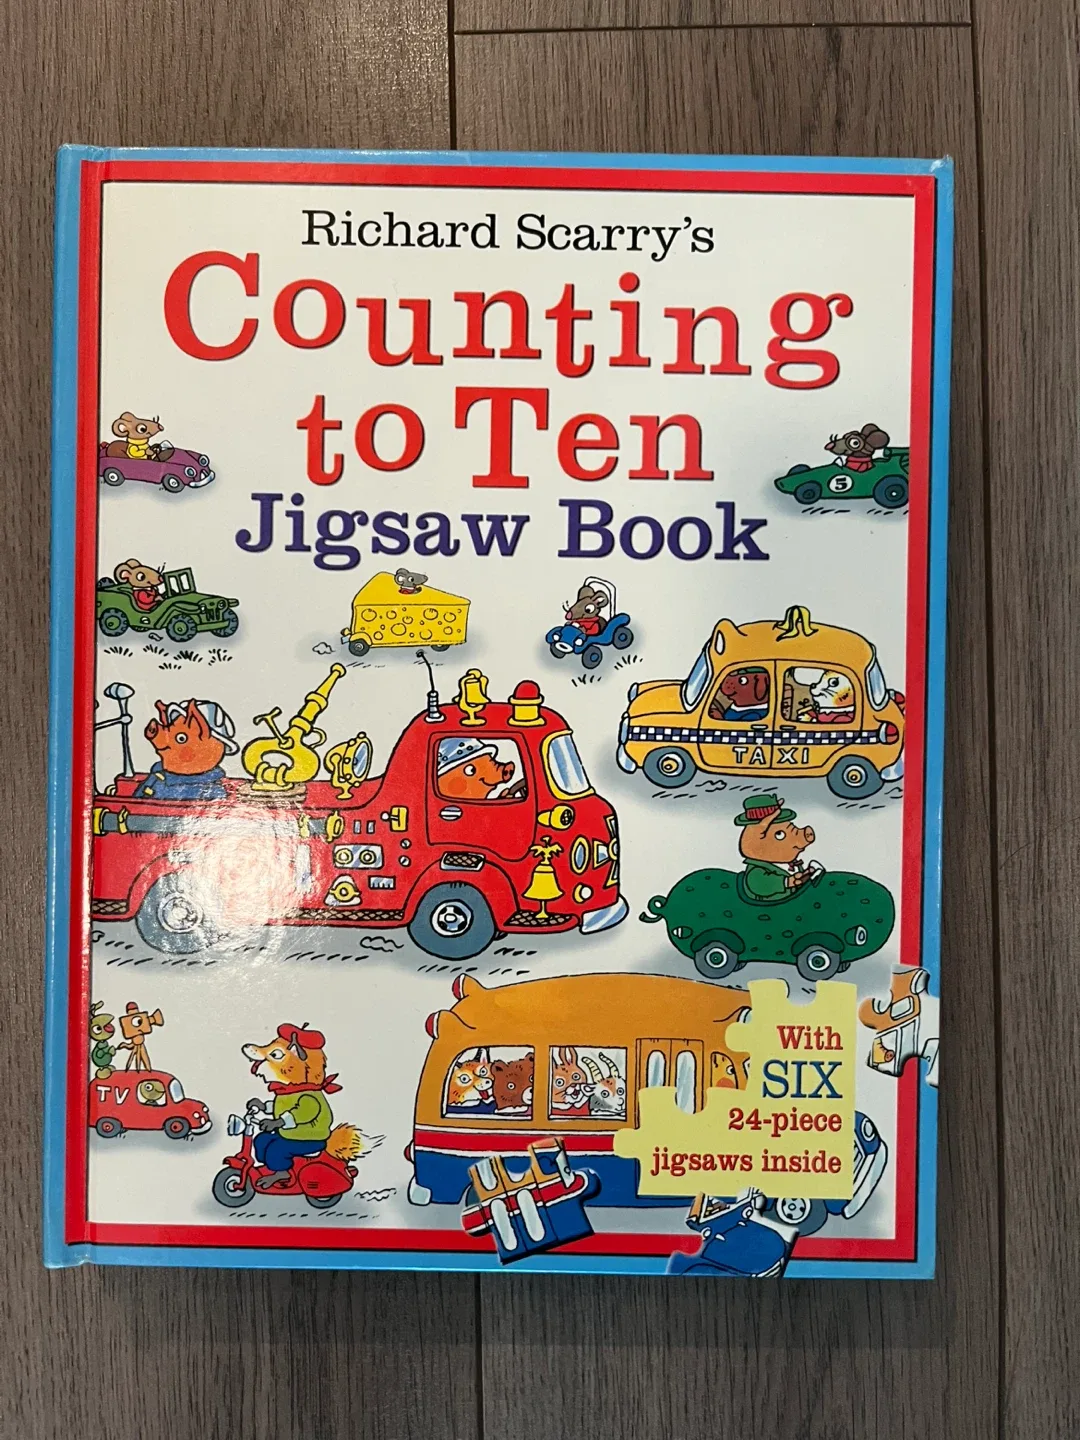 Richard Scarry's
Counting
to Ten
Jigsaw Book
5
TAXI
TV
With
SIX
24-piece
jigsaws inside